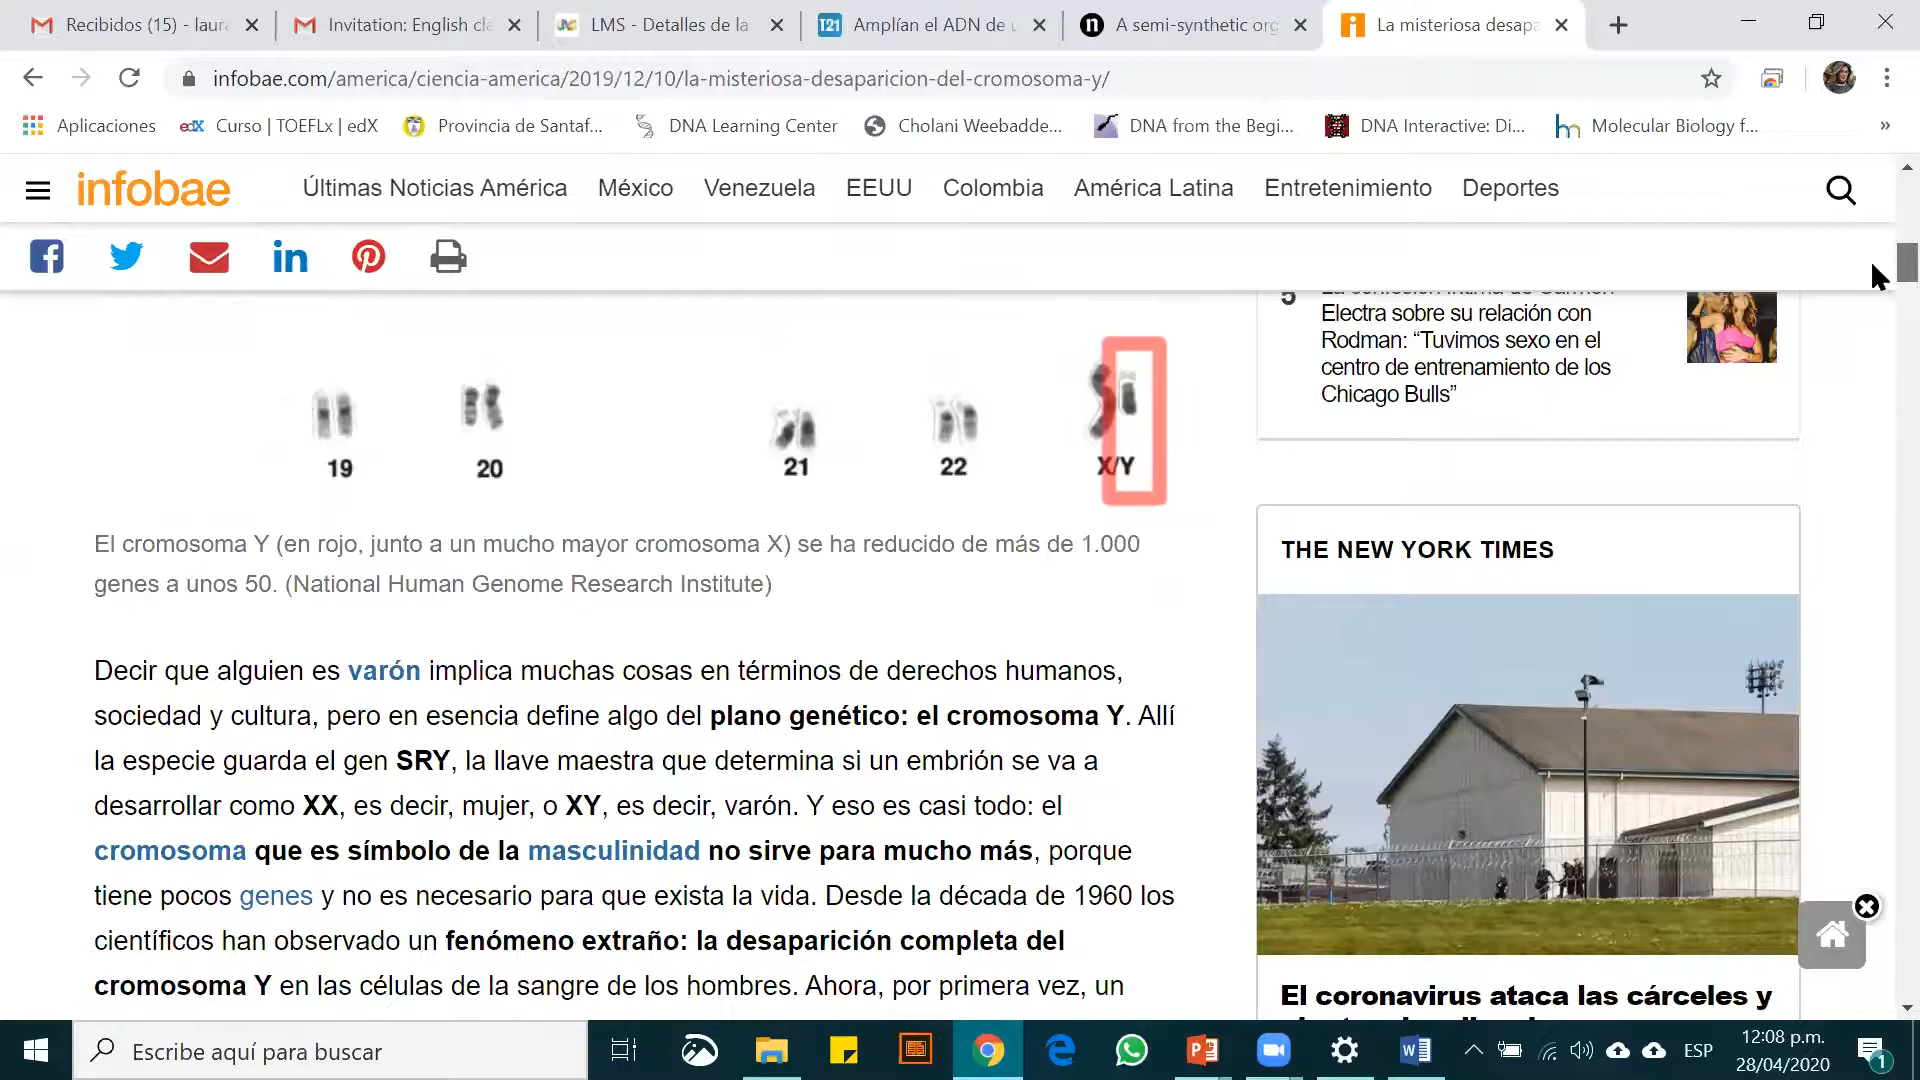 Recibidos (15) - laur
Invitation: English cla
LMS - Detalles de la
T21
Amplían el ADN de u
n
A semi-synthetic org
La misteriosa desapa
infobae.com/america/ciencia-america/2019/12/10/la-misteriosa-desaparicion-del-cromosoma-y/
Aplicaciones
edX
Curso | TOEFLx | edX
Provincia de Santaf...
DNA Learning Center
Cholani Weebadde...
DNA from the Begi...
DNA Interactive: Di...
Molecular Biology f...
»
infobae
Últimas Noticias América
México
Venezuela
EEUU
Colombia
América Latina
Entretenimiento
Deportes
5
Electra sobre su relación con
Rodman: “Tuvimos sexo en el
centro de entrenamiento de los
Chicago Bulls”
19
20
21
22
X/Y
El cromosoma Y (en rojo, junto a un mucho mayor cromosoma X) se ha reducido de más de 1.000
genes a unos 50. (National Human Genome Research Institute)
Decir que alguien es varón implica muchas cosas en términos de derechos humanos,
sociedad y cultura, pero en esencia define algo del plano genético: el cromosoma Y. Allí
la especie guarda el gen SRY, la llave maestra que determina si un embrión se va a
desarrollar como XX, es decir, mujer, o XY, es decir, varón. Y eso es casi todo: el
cromosoma que es símbolo de la masculinidad no sirve para mucho más, porque
tiene pocos genes y no es necesario para que exista la vida. Desde la década de 1960 los
científicos han observado un fenómeno extraño: la desaparición completa del
cromosoma Y en las células de la sangre de los hombres. Ahora, por primera vez, un
THE NEW YORK TIMES
El coronavirus ataca las cárceles y
Escribe aquí para buscar
ESP
12:08 p.m.
28/04/2020
1